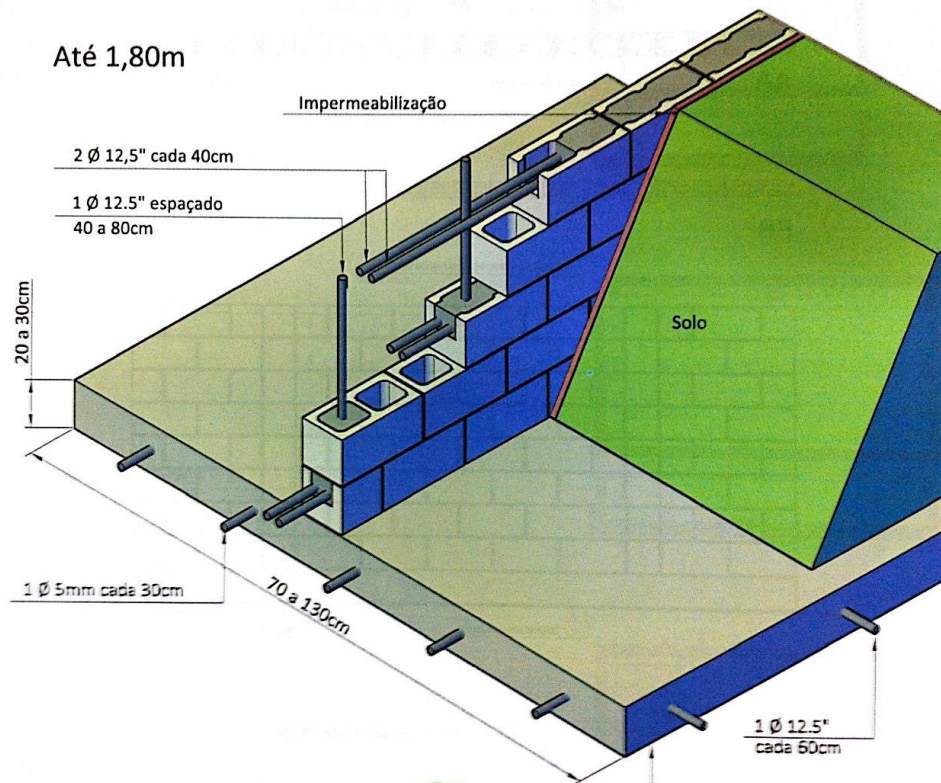 Até 1,80m
Impermeabilização
2 Ø 12,5" cada 40cm
1 Ø 12.5" espaçado
40 a 80cm
20 a 30cm
Solo
1 Ø 5mm cada 30cm
70 a 130cm
1 Ø 12.5"
cada 60cm